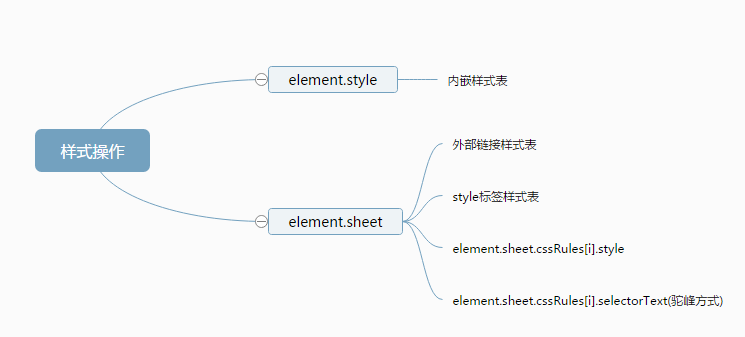 样式操作
element.style
内嵌样式表
element.sheet
外部链接样式表
style标签样式表
element.sheet.cssRules[i].style
element.sheet.cssRules[i].selectorText(驼峰方式)